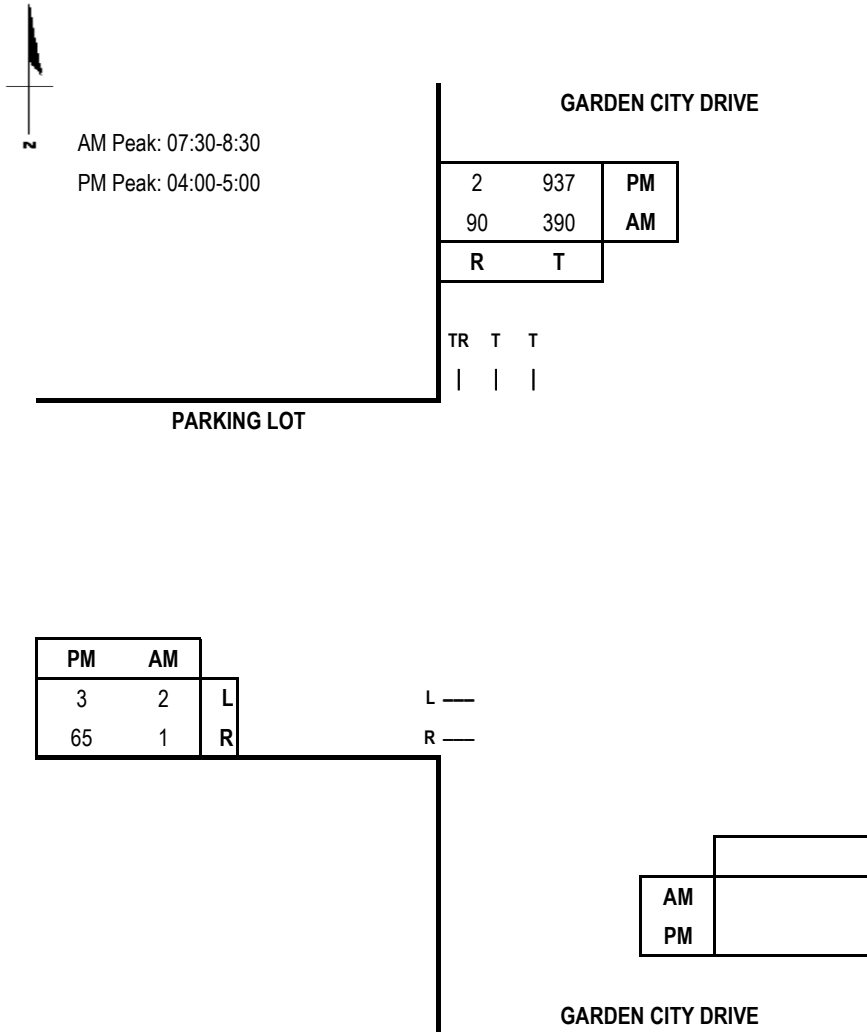 GARDEN CITY DRIVE
N
AM Peak: 07:30-8:30
PM Peak: 04:00-5:00
2 937 PM
90 390 AM
R T
TR T T
PARKING LOT
PM AM
3 2 L
65 1 R
L
R
AM
PM
GARDEN CITY DRIVE